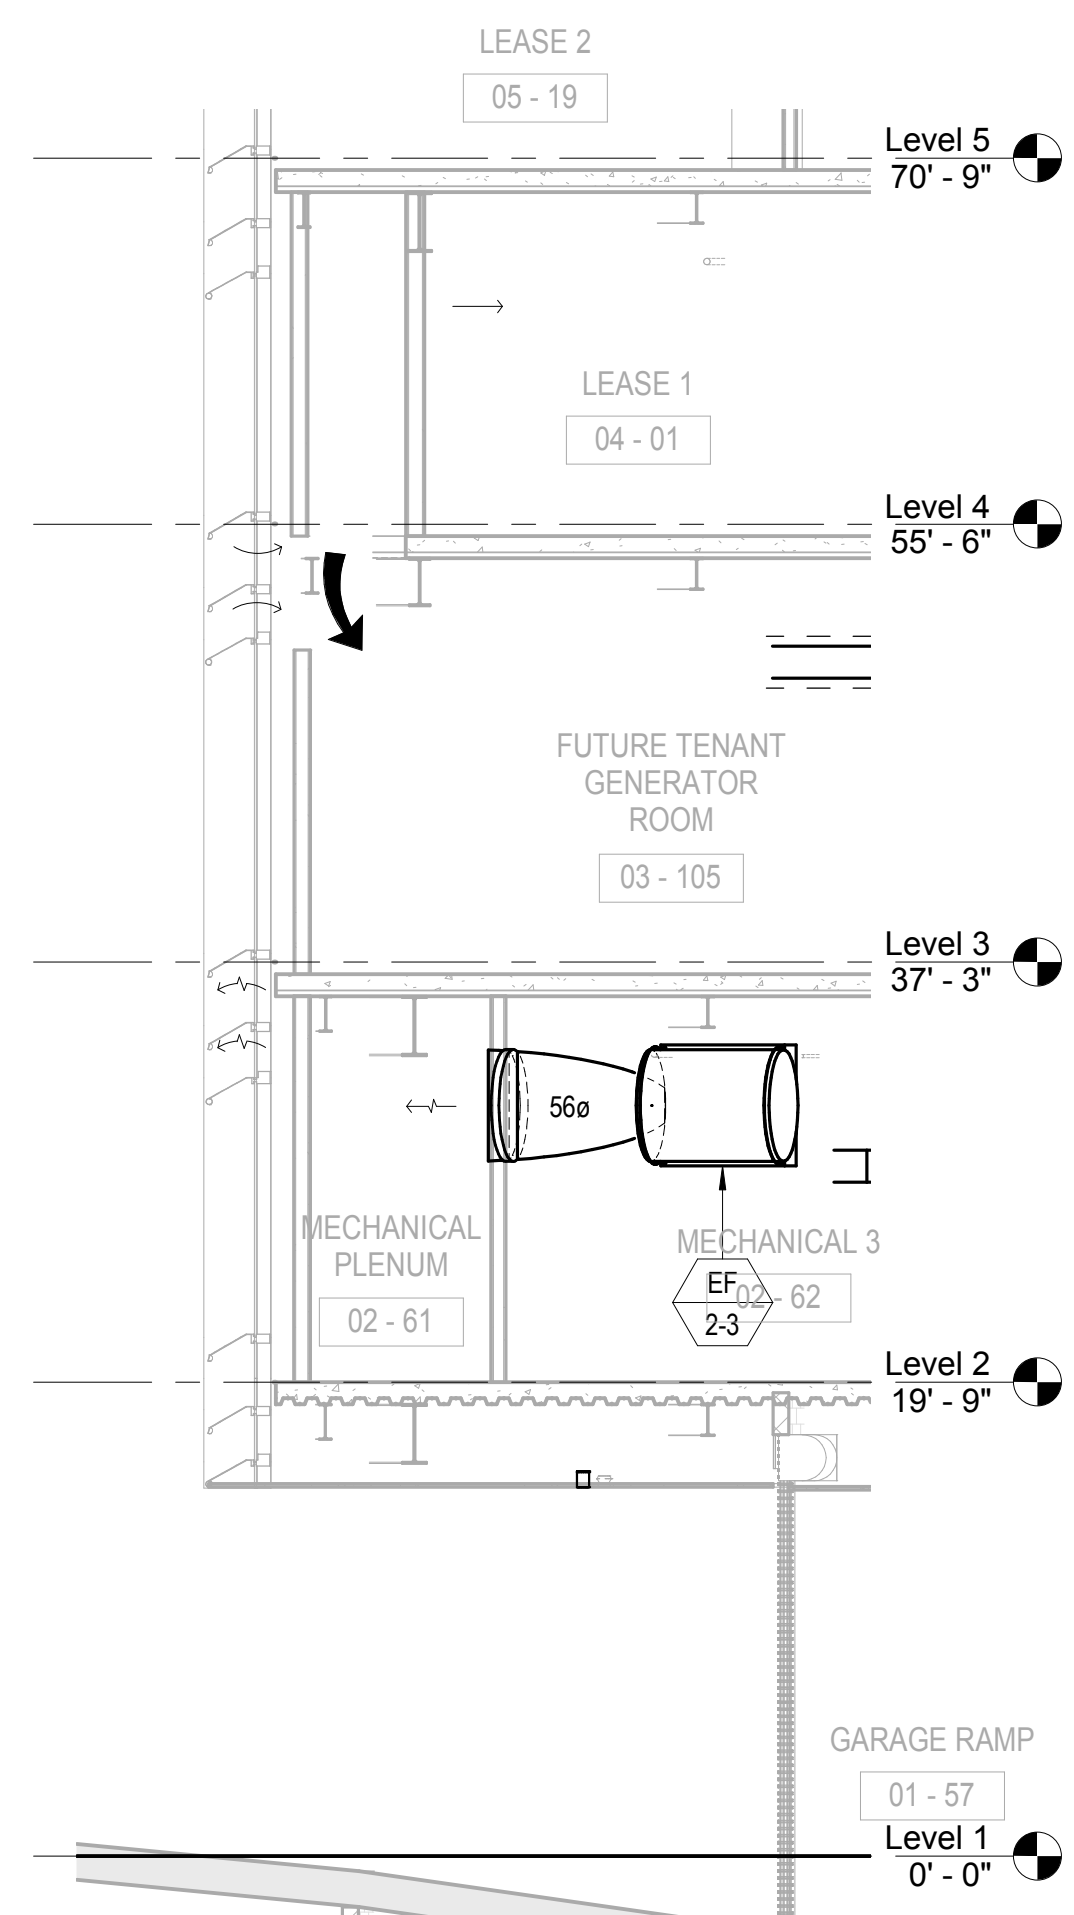 LEASE 2
05 - 19
Level 5
70' - 9"
LEASE 1
04 - 01
Level 4
55' - 6"
FUTURE TENANT
GENERATOR
ROOM
03 - 105
Level 3
37' - 3"
56ø
MECHANICAL
PLENUM
02 - 61
MECHANICAL 3
02 - 62
EF
2-3
Level 2
19' - 9"
GARAGE RAMP
01 - 57
Level 1
0' - 0"